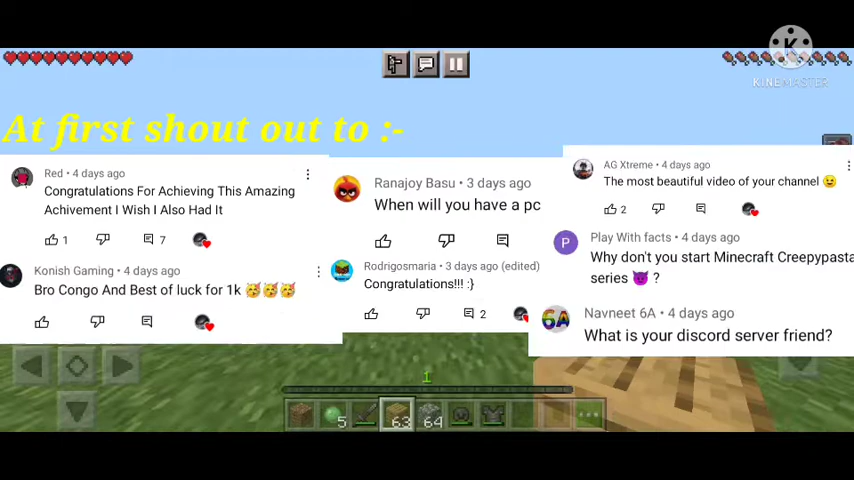 KINEMASTER
At first shout out to :-
Red • 4 days ago
Congratulations For Achieving This Amazing
Achivement I Wish I Also Had It
1
7
Konish Gaming • 4 days ago
Bro Congo And Best of luck for 1k 🥳🥳🥳
Ranajoy Basu • 3 days ago
When will you have a pc
Rodrigosmaria • 3 days ago (edited)
Congratulations!!! :}
2
AG Xtreme • 4 days ago
The most beautiful video of your channel 😉
2
P
Play With facts • 4 days ago
Why don't you start Minecraft Creepypasta
series 😈 ?
6A
Navneet 6A • 4 days ago
What is your discord server friend?
1
5
63
64